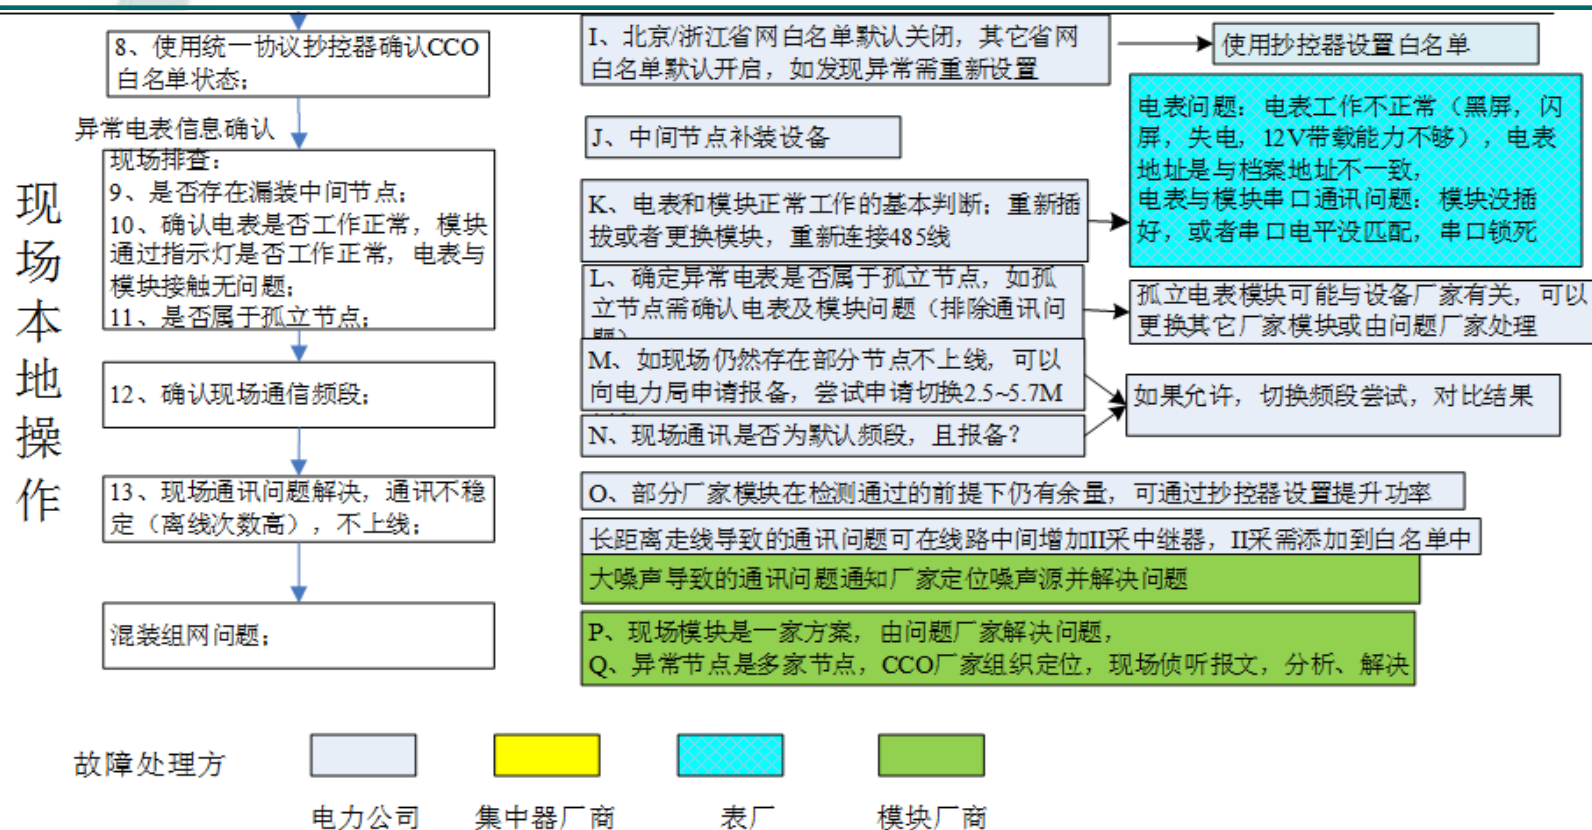 现场本地操作
8、使用统一协议抄控器确认CCO
白名单状态；
异常电表信息确认
现场排查：
9、是否存在漏装中间节点；
10、确认电表是否工作正常，模块
通过指示灯是否工作正常，电表与
模块接触无问题；
11、是否属于孤立节点；
12、确认现场通信频段；
13、现场通讯问题解决，通讯不稳
定（离线次数高），不上线；
混装组网问题；
I、北京/浙江省网白名单默认关闭，其它省网
白名单默认开启，如发现异常需重新设置
使用抄控器设置白名单
J、中间节点补装设备
K、电表和模块正常工作的基本判断；重新插
拔或者更换模块，重新连接485线
电表问题：电表工作不正常（黑屏，闪
屏，失电，12V带载能力不够），电表
地址是与档案地址不一致，
电表与模块串口通讯问题：模块没插
好，或者串口电平没匹配，串口锁死
L、确定异常电表是否属于孤立节点，如孤
立节点需确认电表及模块问题（排除通讯问
题）
孤立电表模块可能与设备厂家有关，可以
更换其它厂家模块或由问题厂家处理
M、如现场仍然存在部分节点不上线，可以
向电力局申请报备，尝试申请切换2.5~5.7M
N、现场通讯是否为默认频段，且报备？
如果允许，切换频段尝试，对比结果
O、部分厂家模块在检测通过的前提下仍有余量，可通过抄控器设置提升功率
长距离走线导致的通讯问题可在线路中间增加II采中继器，II采需添加到白名单中
大噪声导致的通讯问题通知厂家定位噪声源并解决问题
P、现场模块是一家方案，由问题厂家解决问题，
Q、异常节点是多家节点，CCO厂家组织定位，现场侦听报文，分析、解决
故障处理方
电力公司
集中器厂商
表厂
模块厂商